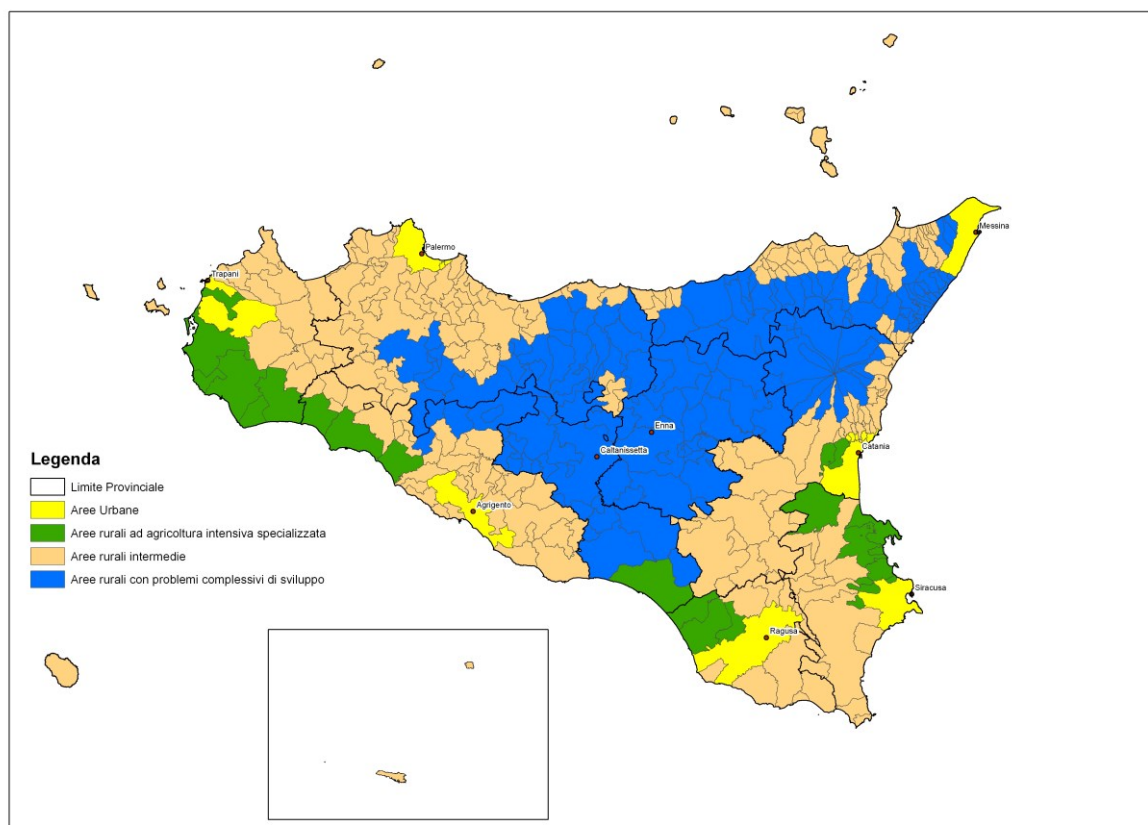 Messina
Palermo
Trapani
Enna
Catania
Caltanissetta
Legenda
Limite Provinciale
Aree Urbane
Agrigento
Aree rurali ad agricoltura intensiva specializzata
Aree rurali intermedie
Aree rurali con problemi complessivi di sviluppo
Siracusa
Ragusa